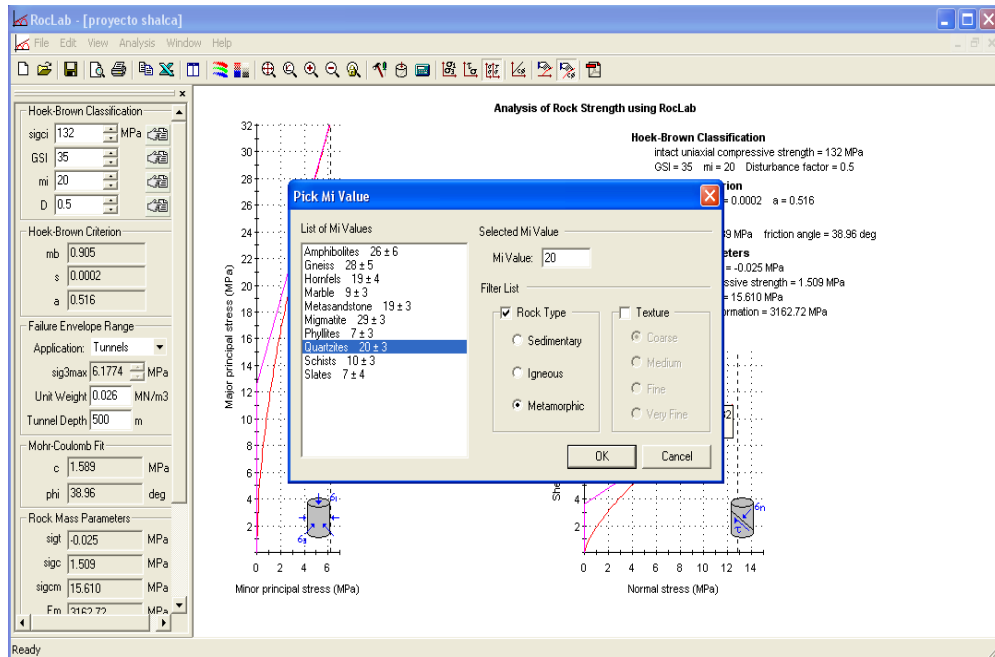 RocLab - [proyecto shalca]
File Edit View Analysis Window Help
Hoek-Brown Classification
sigci 132 MPa
GSI 35
mi 20
D 0.5
Hoek-Brown Criterion
mb 0.905
s 0.0002
a 0.516
Failure Envelope Range
Application: Tunnels
sig3max 6.1774 MPa
Unit Weight 0.026 MN/m3
Tunnel Depth 500 m
Mohr-Coulomb Fit
c 1.589 MPa
phi 38.96 deg
Rock Mass Parameters
sigt -0.025 MPa
sigc 1.509 MPa
sigcm 15.610 MPa
Em 3162.72 MPa
Ready
Analysis of Rock Strength using RocLab
Hoek-Brown Classification
intact uniaxial compressive strength = 132 MPa
GSI = 35 mi = 20 Disturbance factor = 0.5
= 0.0002 a = 0.516
MPa friction angle = 38.96 deg
= -0.025 MPa
strength = 1.509 MPa
= 15.610 MPa
= 3162.72 MPa
Major principal stress (MPa)
32
30
28
26
24
22
20
18
16
14
12
10
8
6
4
2
0
0 2 4 6
Minor principal stress (MPa)
4
2
0 2 4 6 8 10 12 14
Normal stress (MPa)
Pick Mi Value
List of Mi Values
Amphibolites 26 ± 6
Gneiss 28 ± 5
Hornfels 19 ± 4
Marble 9 ± 3
Metasandstone 19 ± 3
Migmatite 29 ± 3
Phyllites 7 ± 3
Quartzites 20 ± 3
Schists 10 ± 3
Slates 7 ± 4
Selected Mi Value
Mi Value: 20
Filter List
Rock Type
Sedimentary
Igneous
Metamorphic
Texture
Coarse
Medium
Fine
Very Fine
OK Cancel